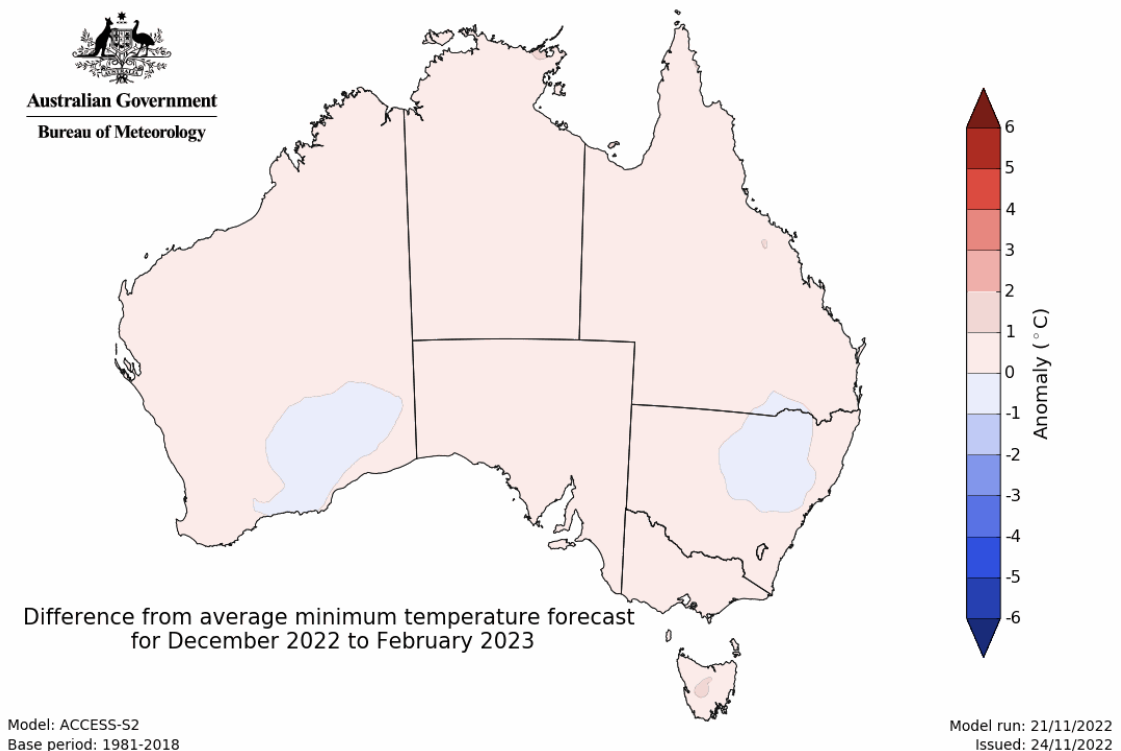 Australian Government
Bureau of Meteorology
6
5
4
3
2
1
0
-1
-2
-3
-4
-5
-6
Anomaly (°C)
Difference from average minimum temperature forecast
for December 2022 to February 2023
Model: ACCESS-S2
Base period: 1981-2018
Model run: 21/11/2022
Issued: 24/11/2022